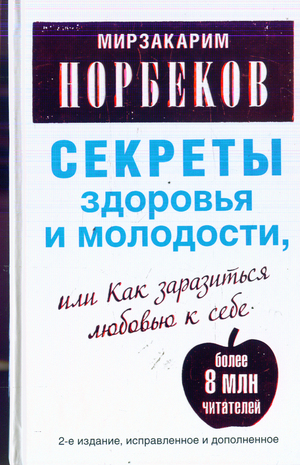 МИРЗАКАРИМ
НОРБЕКОВ
СЕКРЕТЫ
здоровья
и молодости,
или Как заразиться
любовью к себе.
более
8 млн
читателей
2-е издание, исправленное и дополненное